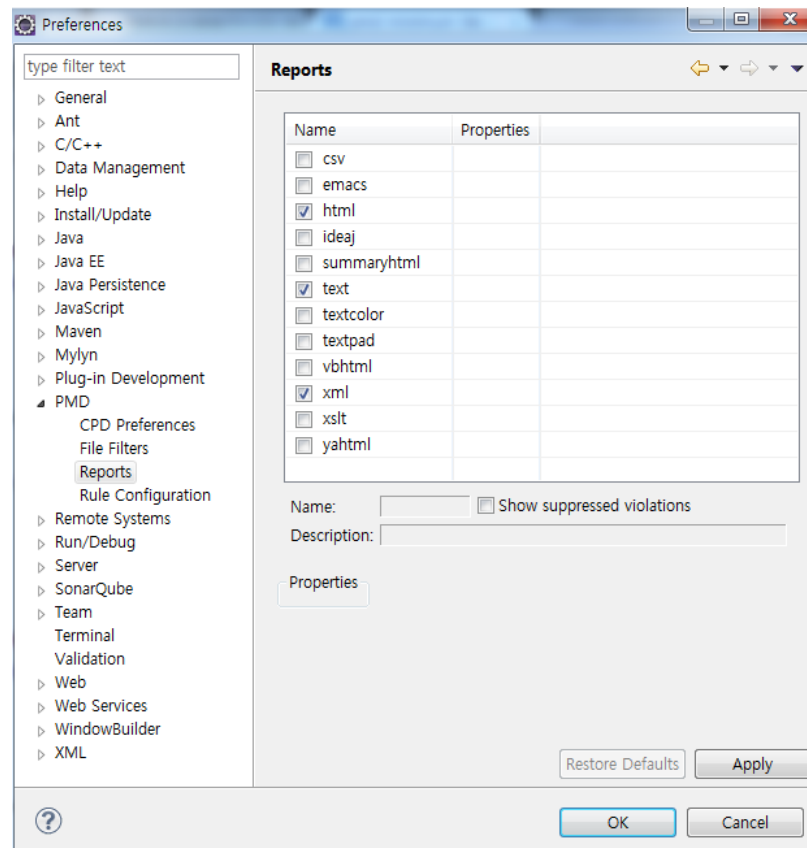 Preferences
type filter text
General
Ant
C/C++
Data Management
Help
Install/Update
Java
Java EE
Java Persistence
JavaScript
Maven
Mylyn
Plug-in Development
PMD
CPD Preferences
File Filters
Reports
Rule Configuration
Remote Systems
Run/Debug
Server
SonarQube
Team
Terminal
Validation
Web
Web Services
WindowBuilder
XML
Reports
Name Properties
csv
emacs
html
ideaj
summaryhtml
text
textcolor
textpad
vbhtml
xml
xslt
yahtml
Name: Show suppressed violations
Description:
Properties
Restore Defaults Apply
OK Cancel